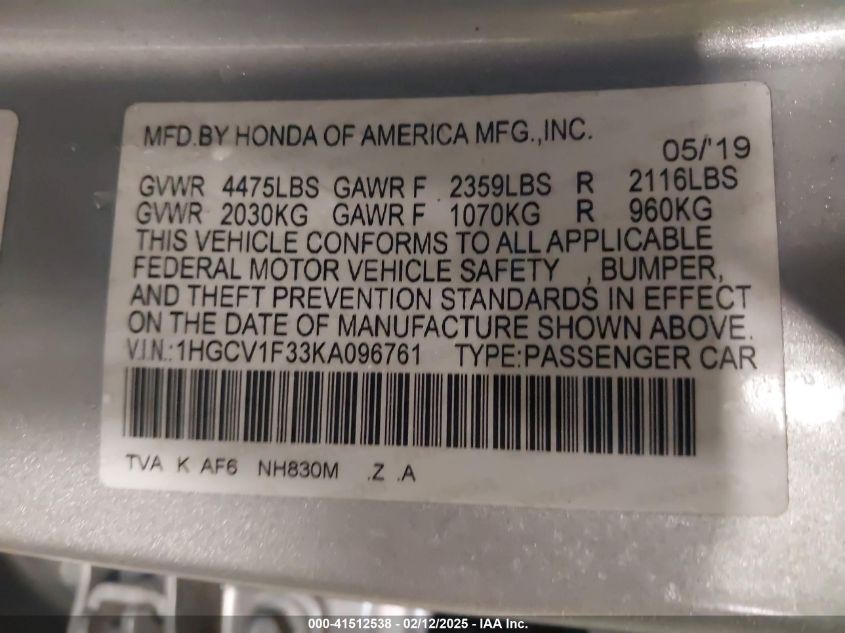 MFD.BY HONDA OF AMERICA MFG.,INC.
05/'19
GVWR 4475LBS GAWR F 2359LBS R 2116LBS
GVWR 2030KG GAWR F 1070KG R 960KG
THIS VEHICLE CONFORMS TO ALL APPLICABLE
FEDERAL MOTOR VEHICLE SAFETY , BUMPER,
AND THEFT PREVENTION STANDARDS IN EFFECT
ON THE DATE OF MANUFACTURE SHOWN ABOVE.
V.I.N.:1HGCV1F33KA096761 TYPE:PASSENGER CAR
TVA K AF6 NH830M .Z .A
000-41512538 - 02/12/2025 - IAA Inc.